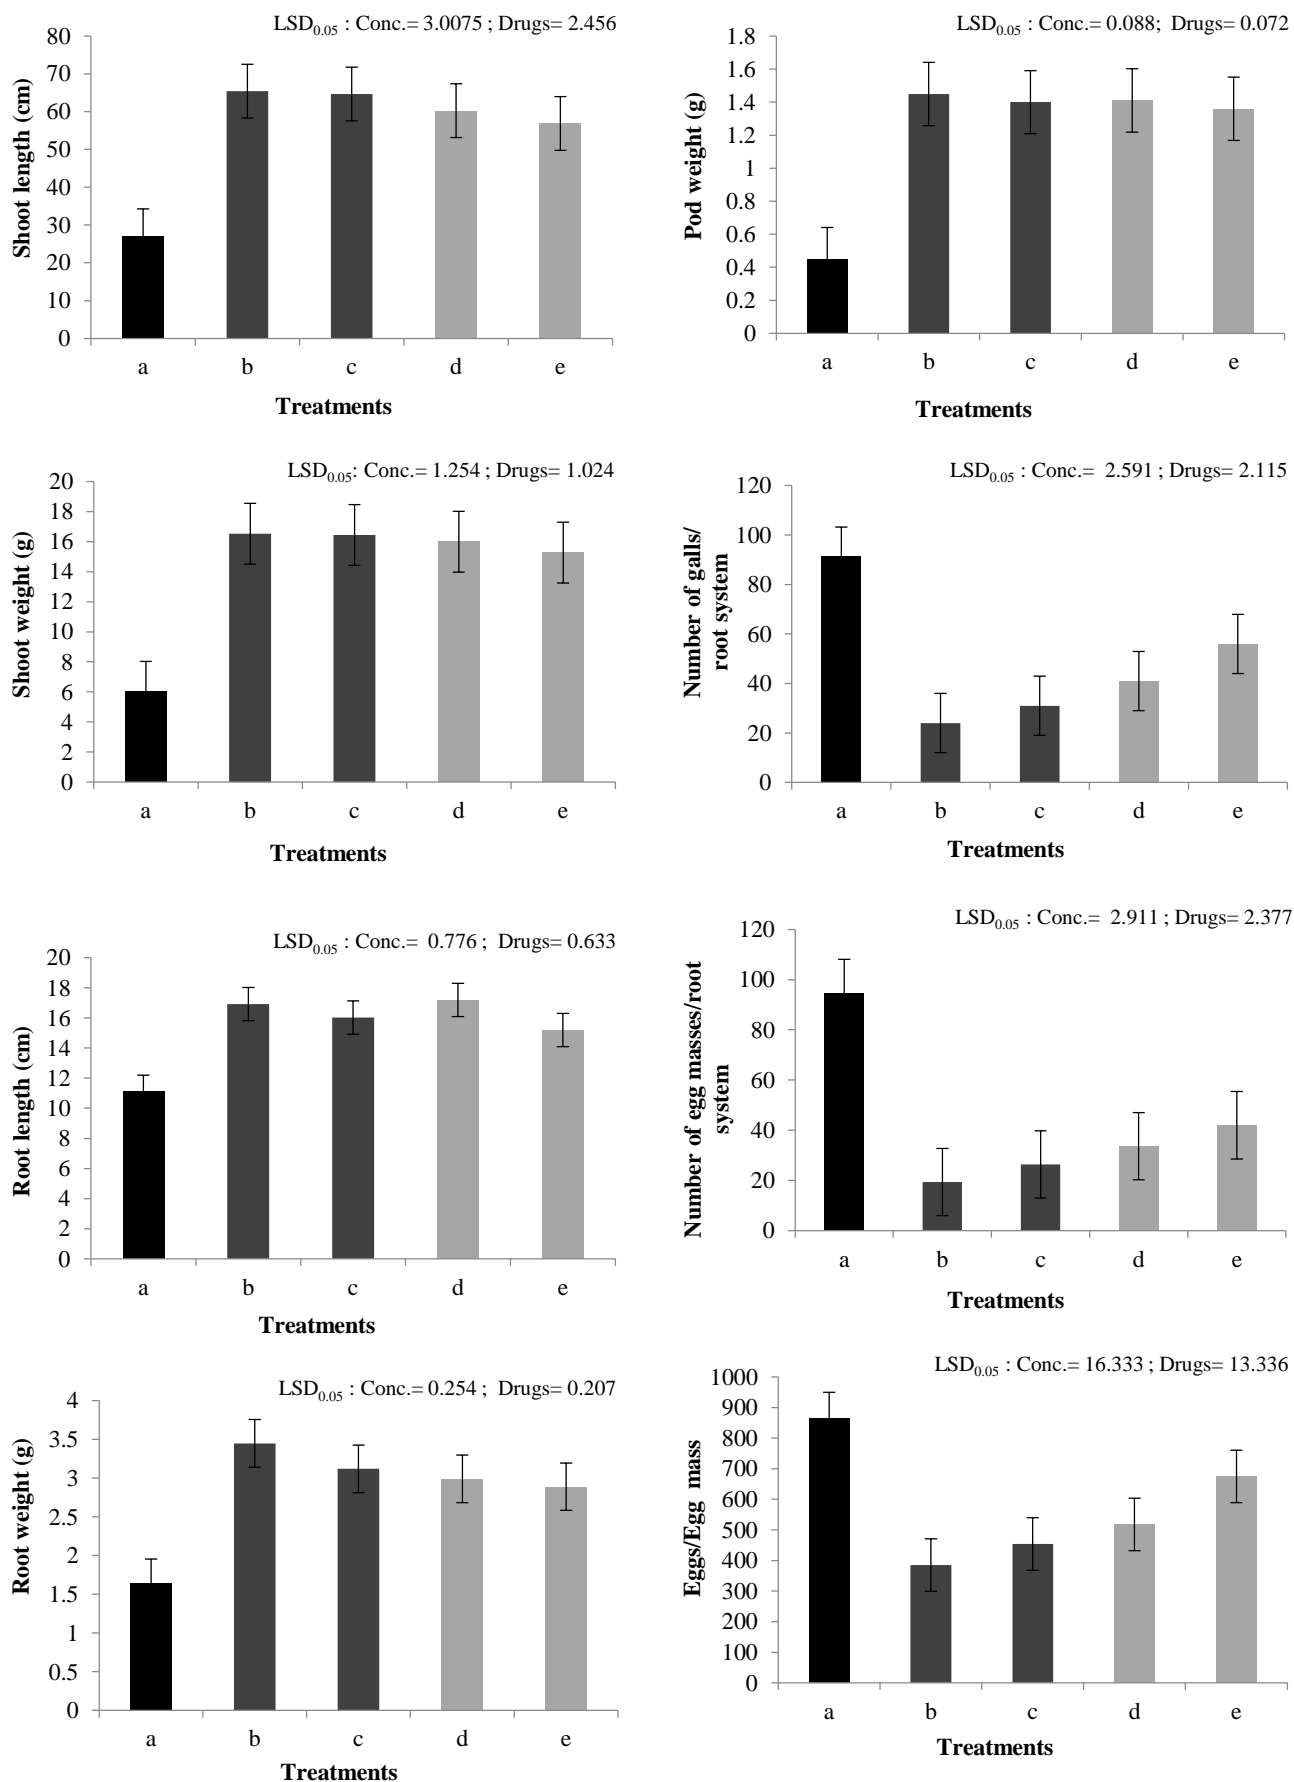 LSD0.05 : Conc.= 3.0075 ; Drugs= 2.456
Shoot length (cm)
80
70
60
50
40
30
20
10
0
a b c d e
Treatments
LSD0.05 : Conc.= 0.088; Drugs= 0.072
Pod weight (g)
1.8
1.6
1.4
1.2
1
0.8
0.6
0.4
0.2
0
a b c d e
Treatments
LSD0.05: Conc.= 1.254 ; Drugs= 1.024
Shoot weight (g)
20
18
16
14
12
10
8
6
4
2
0
a b c d e
Treatments
LSD0.05 : Conc.= 2.591 ; Drugs= 2.115
Number of galls/
root system
120
100
80
60
40
20
0
a b c d e
Treatments
LSD0.05 : Conc.= 0.776 ; Drugs= 0.633
Root length (cm)
20
18
16
14
12
10
8
6
4
2
0
a b c d e
Treatments
LSD0.05 : Conc.= 2.911 ; Drugs= 2.377
Number of egg masses/root
system
120
100
80
60
40
20
0
a b c d e
Treatments
LSD0.05 : Conc.= 0.254 ; Drugs= 0.207
Root weight (g)
4
3.5
3
2.5
2
1.5
1
0.5
0
a b c d e
Treatments
LSD0.05 : Conc.= 16.333 ; Drugs= 13.336
Eggs/Egg mass
1000
900
800
700
600
500
400
300
200
100
0
a b c d e
Treatments